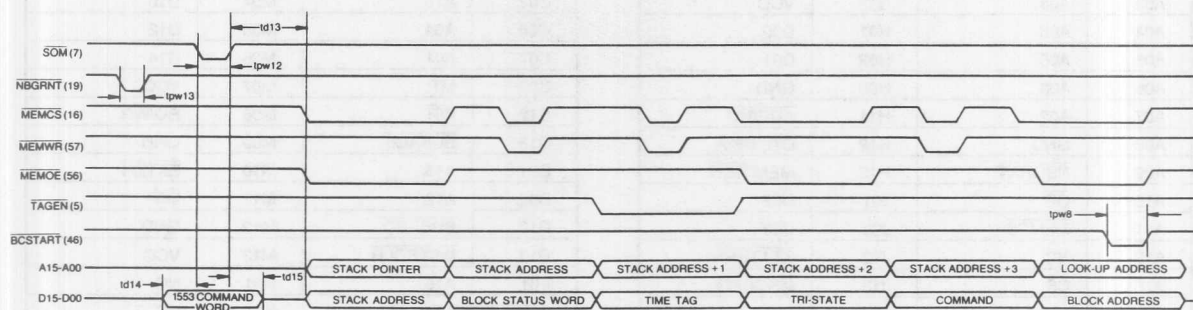 td13
SOM (7)
tpw12
NBGRNT (19)
tpw13
MEMCS (16)
MEMWR (57)
MEMOE (56)
TAGEN (5)
tpw8
BCSTART (46)
td15
A15-A00 STACK POINTER STACK ADDRESS STACK ADDRESS + 1 STACK ADDRESS + 2 STACK ADDRESS + 3 LOOK-UP ADDRESS
td14
D15-D00 1553 COMMAND WORD STACK ADDRESS BLOCK STATUS WORD TIME TAG TRI-STATE COMMAND BLOCK ADDRESS